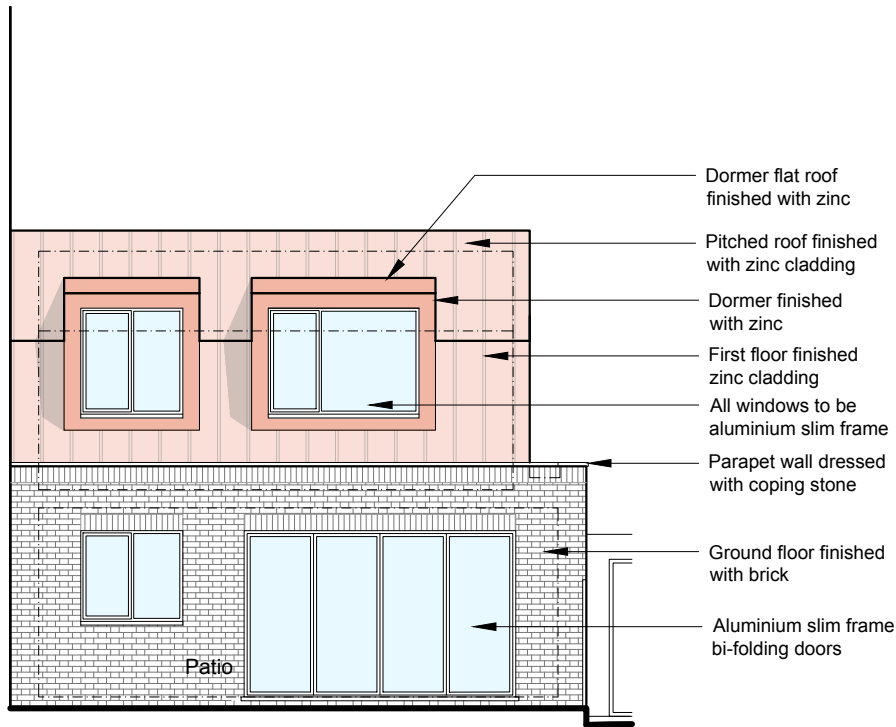 Dormer flat roof
finished with zinc
Pitched roof finished
with zinc cladding
Dormer finished
with zinc
First floor finished
zinc cladding
All windows to be
aluminium slim frame
Parapet wall dressed
with coping stone
Ground floor finished
with brick
Aluminium slim frame
bi-folding doors
Patio